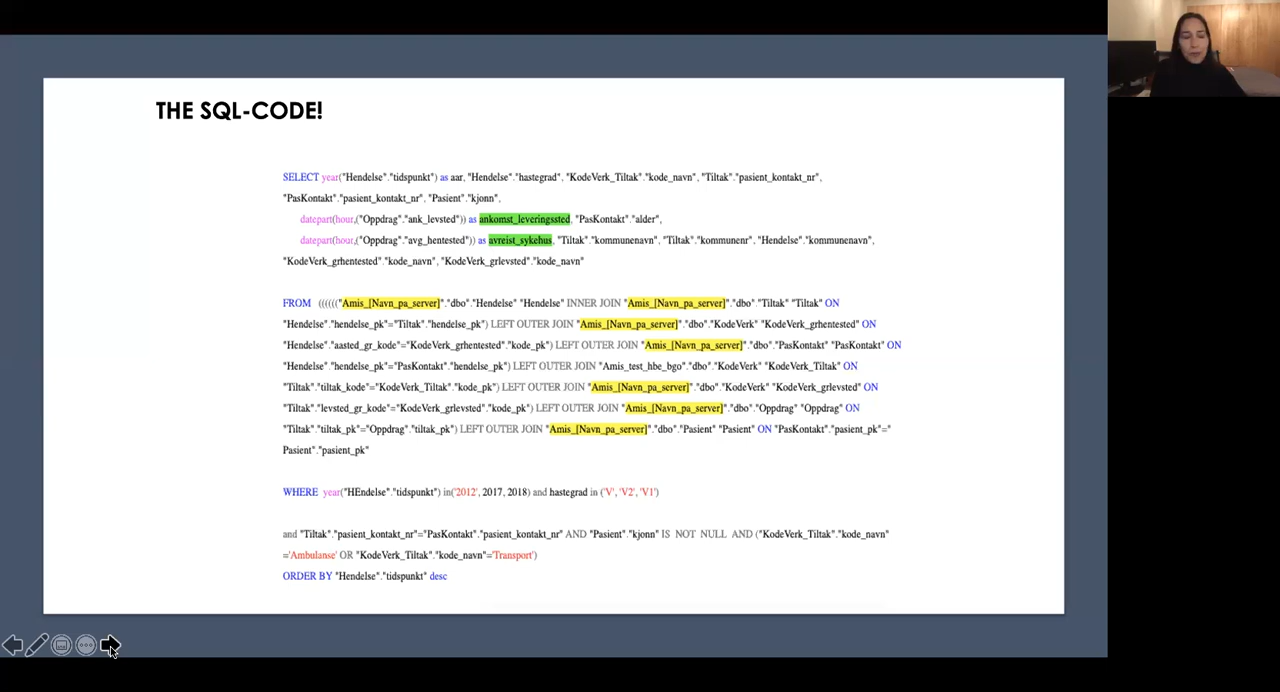 THE SQL-CODE!
SELECT year("Hendelse"."tidspunkt") as aar, "Hendelse"."hastegrad", "KodeVerk_Tiltak"."kode_navn", "Tiltak"."pasient_kontakt_nr",
"PasKontakt"."pasient_kontakt_nr", "Pasient"."kjonn",
datepart(hour,("Oppdrag"."ank_levsted")) as ankomst_leveringssted, "PasKontakt"."alder",
datepart(hour,("Oppdrag"."avg_hentested")) as avreist_sykehus, "Tiltak"."kommunenavn", "Tiltak"."kommunenr", "Hendelse"."kommunenavn",
"KodeVerk_grhentested"."kode_navn", "KodeVerk_grlevsted"."kode_navn"
FROM (((((("Amis_[Navn_pa_server]"."dbo"."Hendelse" "Hendelse" INNER JOIN "Amis_[Navn_pa_server]"."dbo"."Tiltak" "Tiltak" ON
"Hendelse"."hendelse_pk"="Tiltak"."hendelse_pk") LEFT OUTER JOIN "Amis_[Navn_pa_server]"."dbo"."KodeVerk" "KodeVerk_grhentested" ON
"Hendelse"."aasted_gr_kode"="KodeVerk_grhentested"."kode_pk") LEFT OUTER JOIN "Amis_[Navn_pa_server]"."dbo"."PasKontakt" "PasKontakt" ON
"Hendelse"."hendelse_pk"="PasKontakt"."hendelse_pk") LEFT OUTER JOIN "Amis_test_hbe_bgo"."dbo"."KodeVerk" "KodeVerk_Tiltak" ON
"Tiltak"."tiltak_kode"="KodeVerk_Tiltak"."kode_pk") LEFT OUTER JOIN "Amis_[Navn_pa_server]"."dbo"."KodeVerk" "KodeVerk_grlevsted" ON
"Tiltak"."levsted_gr_kode"="KodeVerk_grlevsted"."kode_pk") LEFT OUTER JOIN "Amis_[Navn_pa_server]"."dbo"."Oppdrag" "Oppdrag" ON
"Tiltak"."tiltak_pk"="Oppdrag"."tiltak_pk") LEFT OUTER JOIN "Amis_[Navn_pa_server]"."dbo"."Pasient" "Pasient" ON "PasKontakt"."pasient_pk"="
Pasient"."pasient_pk"
WHERE year("HEndelse"."tidspunkt") in('2012', 2017, 2018) and hastegrad in ('V', 'V2', 'V1')
and "Tiltak"."pasient_kontakt_nr"="PasKontakt"."pasient_kontakt_nr" AND "Pasient"."kjonn" IS NOT NULL AND ("KodeVerk_Tiltak"."kode_navn"
='Ambulanse' OR "KodeVerk_Tiltak"."kode_navn"='Transport')
ORDER BY "Hendelse"."tidspunkt" desc